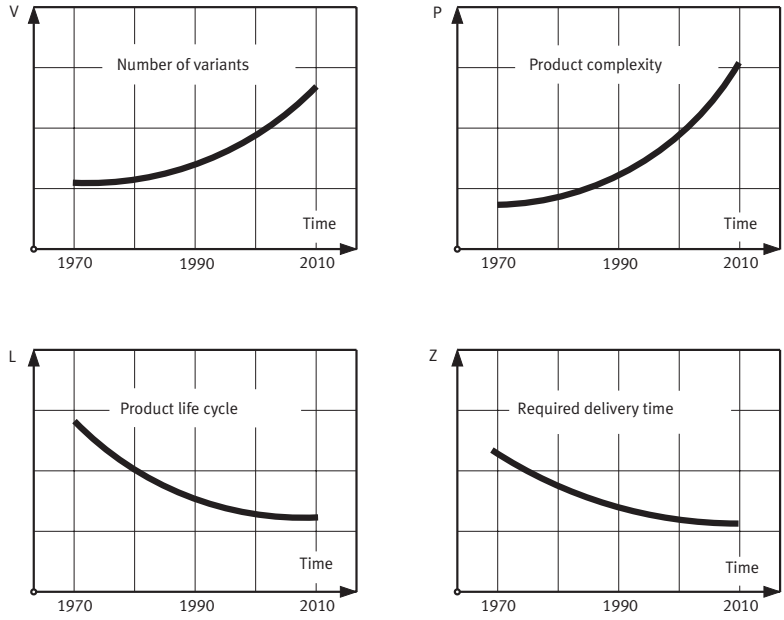 V
Number of variants
Time
1970 1990 2010
P
Product complexity
Time
1970 1990 2010
L
Product life cycle
Time
1970 1990 2010
Z
Required delivery time
Time
1970 1990 2010